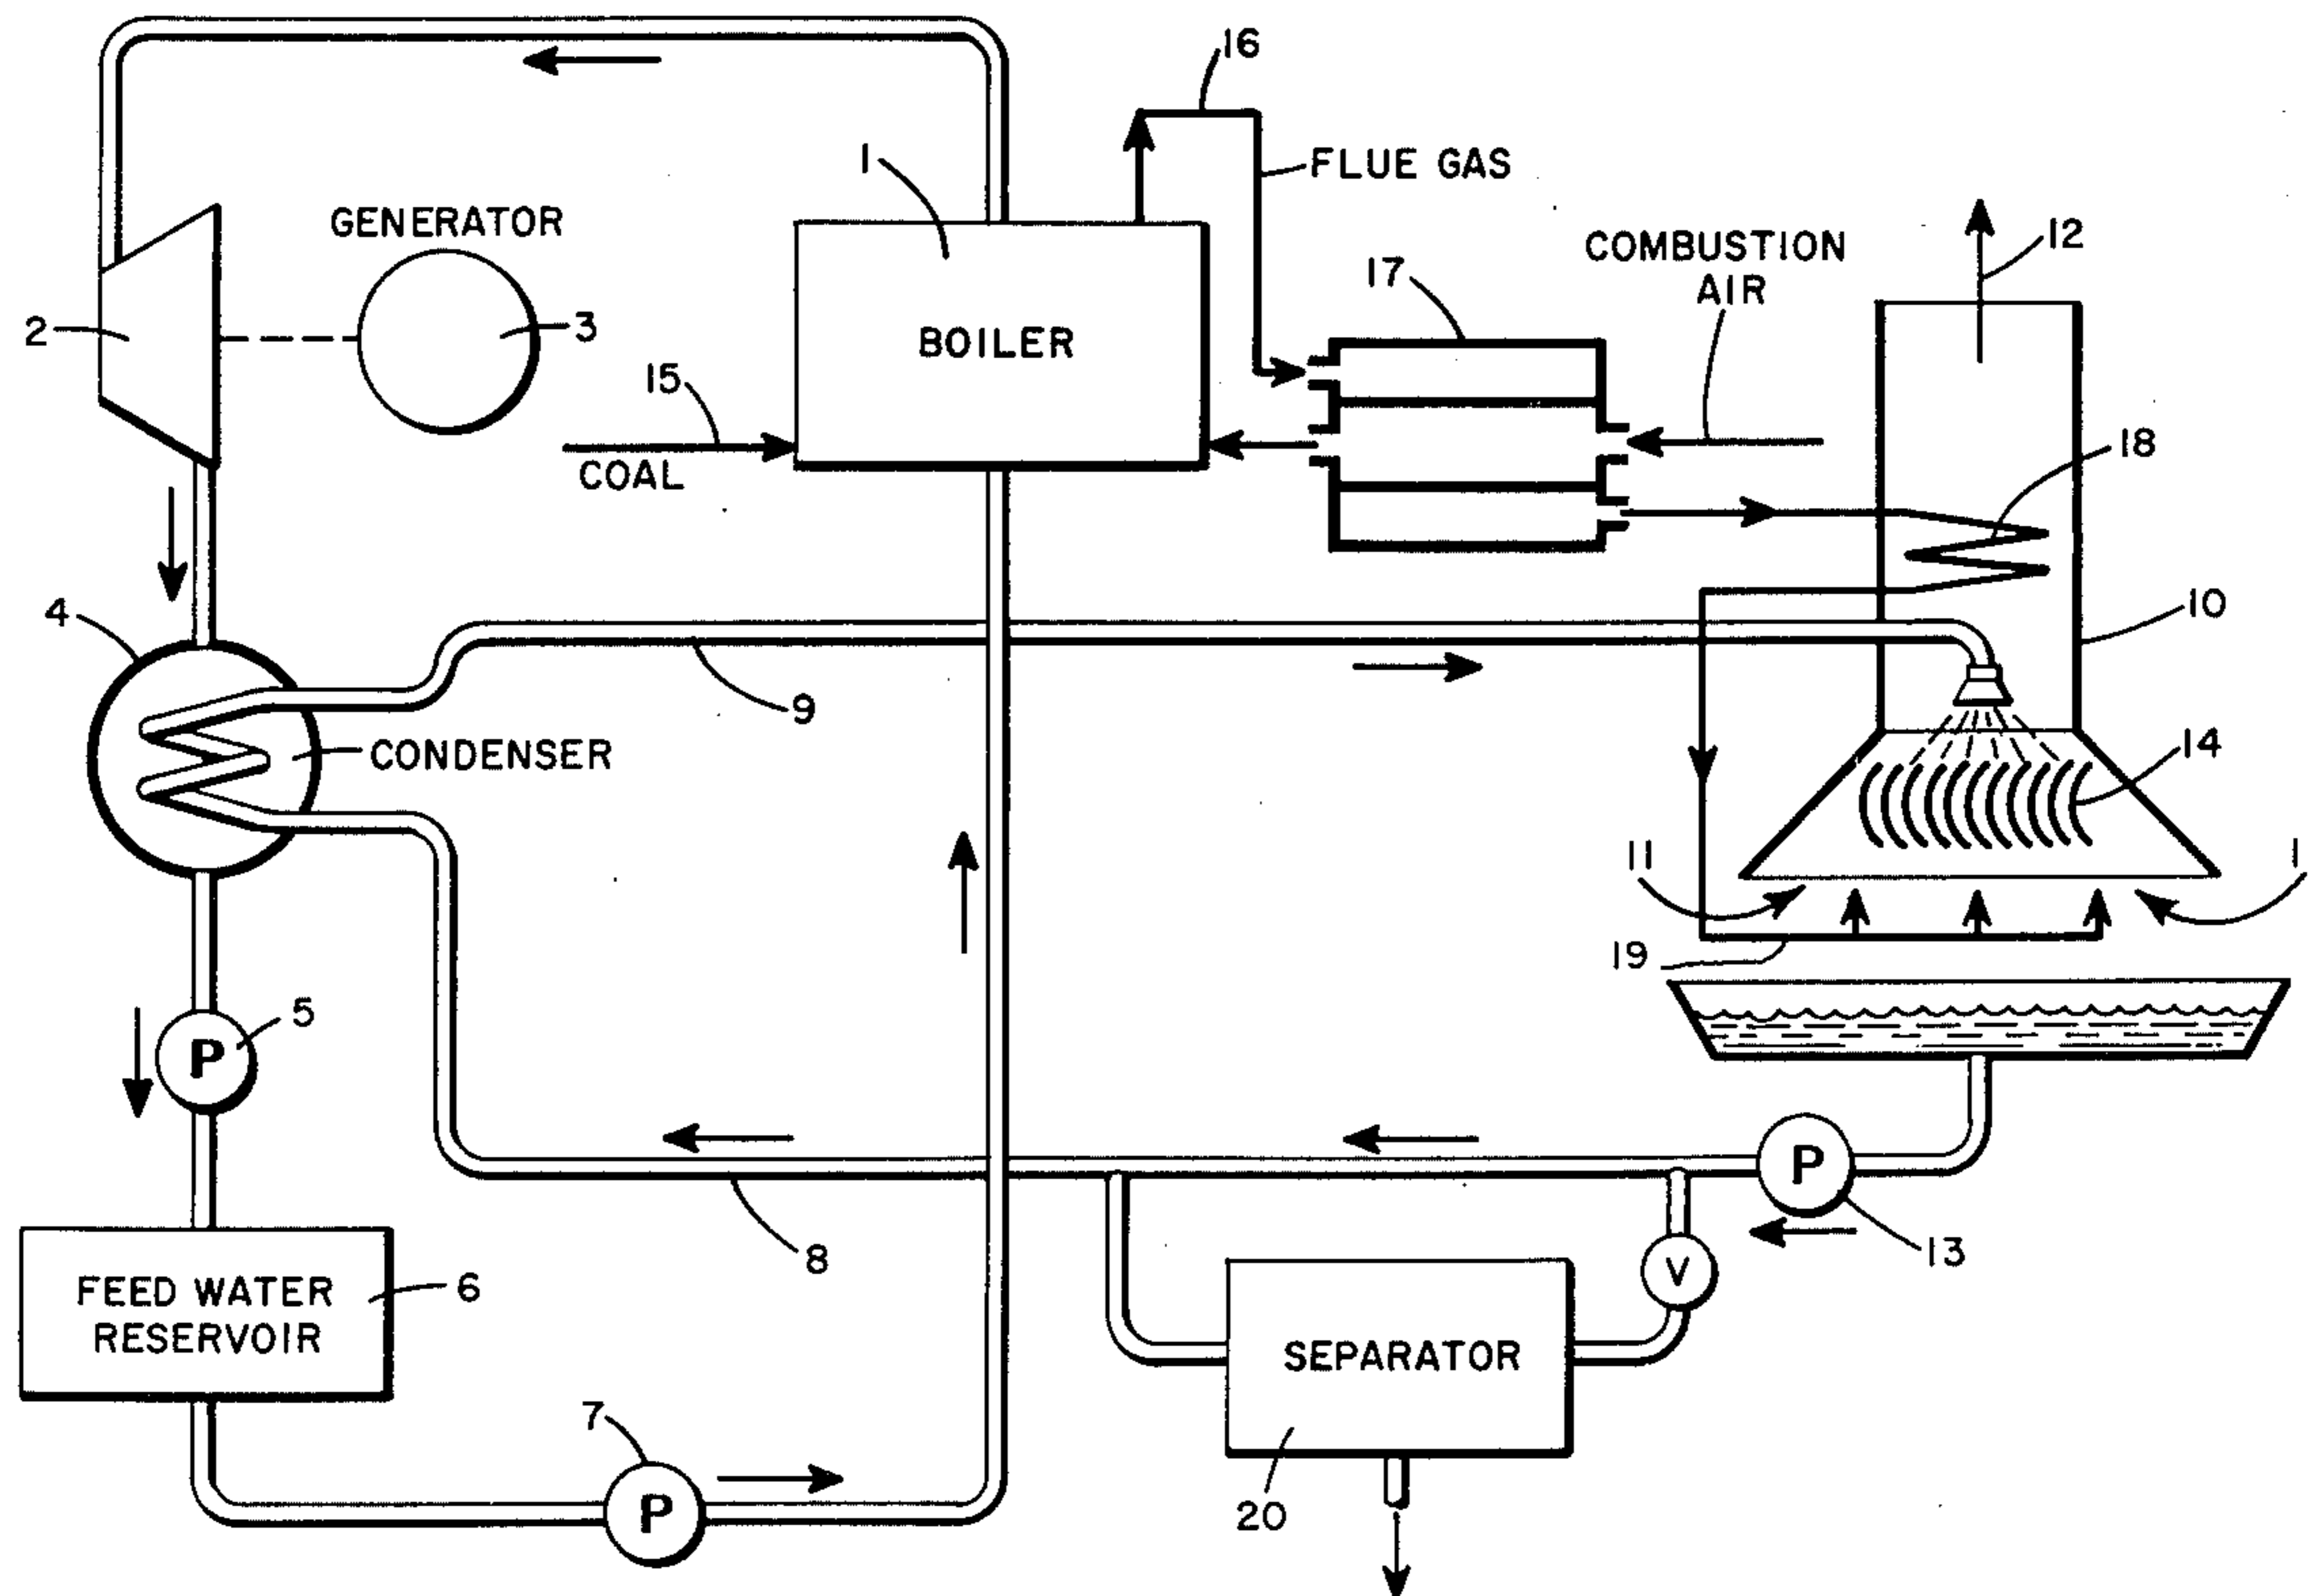 16
1
FLUE GAS
GENERATOR
12
COMBUSTION
AIR
17
2
3
BOILER
15
COAL
18
4
10
9
CONDENSER
14
11
1
19
5
P
P
13
8
V
FEED WATER
RESERVOIR
6
SEPARATOR
7
P
20